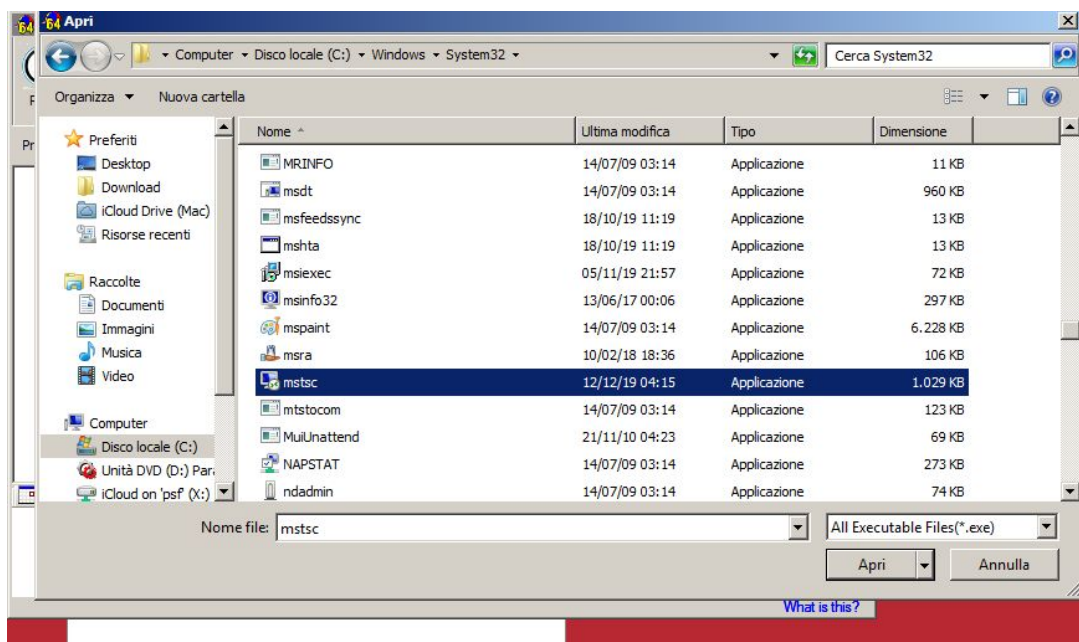 Apri
Computer Disco locale (C:) Windows System32
Cerca System32
Organizza Nuova cartella
Nome Ultima modifica Tipo Dimensione
Preferiti
Desktop
Download
iCloud Drive (Mac)
Risorse recenti
Raccolte
Documenti
Immagini
Musica
Video
Computer
Disco locale (C:)
Unità DVD (D:) Para
iCloud on 'psf' (X:)
MRINFO 14/07/09 03:14 Applicazione 11 KB
msdt 14/07/09 03:14 Applicazione 960 KB
msfeedssync 18/10/19 11:19 Applicazione 13 KB
mshta 18/10/19 11:19 Applicazione 13 KB
msiexec 05/11/19 21:57 Applicazione 72 KB
msinfo32 13/06/17 00:06 Applicazione 297 KB
mspaint 14/07/09 03:14 Applicazione 6.228 KB
msra 10/02/18 18:36 Applicazione 106 KB
mstsc 12/12/19 04:15 Applicazione 1.029 KB
mtstocom 14/07/09 03:14 Applicazione 123 KB
MuiUnattend 21/11/10 04:23 Applicazione 69 KB
NAPSTAT 14/07/09 03:14 Applicazione 273 KB
ndadmin 14/07/09 03:14 Applicazione 74 KB
Nome file: mstsc All Executable Files(*.exe)
Apri Annulla
What is this?